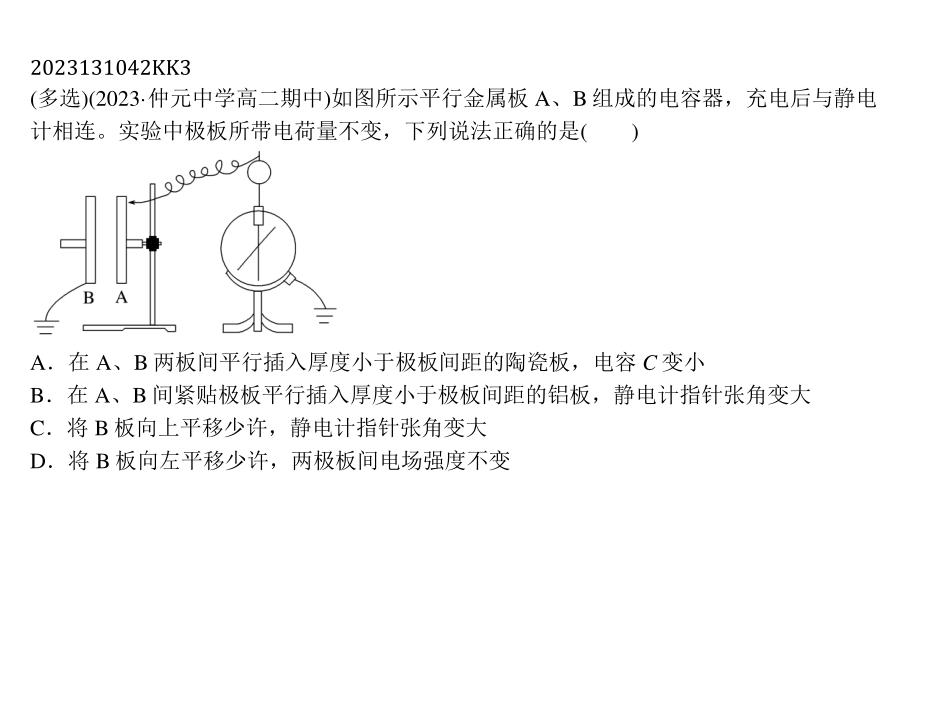 2023131042KK3
(多选)(2023·仲元中学高二期中)如图所示平行金属板 A、B 组成的电容器，充电后与静电
计相连。实验中极板所带电荷量不变，下列说法正确的是(　　)
B A
A．在 A、B 两板间平行插入厚度小于极板间距的陶瓷板，电容 C 变小
B．在 A、B 间紧贴极板平行插入厚度小于极板间距的铝板，静电计指针张角变大
C．将 B 板向上平移少许，静电计指针张角变大
D．将 B 板向左平移少许，两极板间电场强度不变